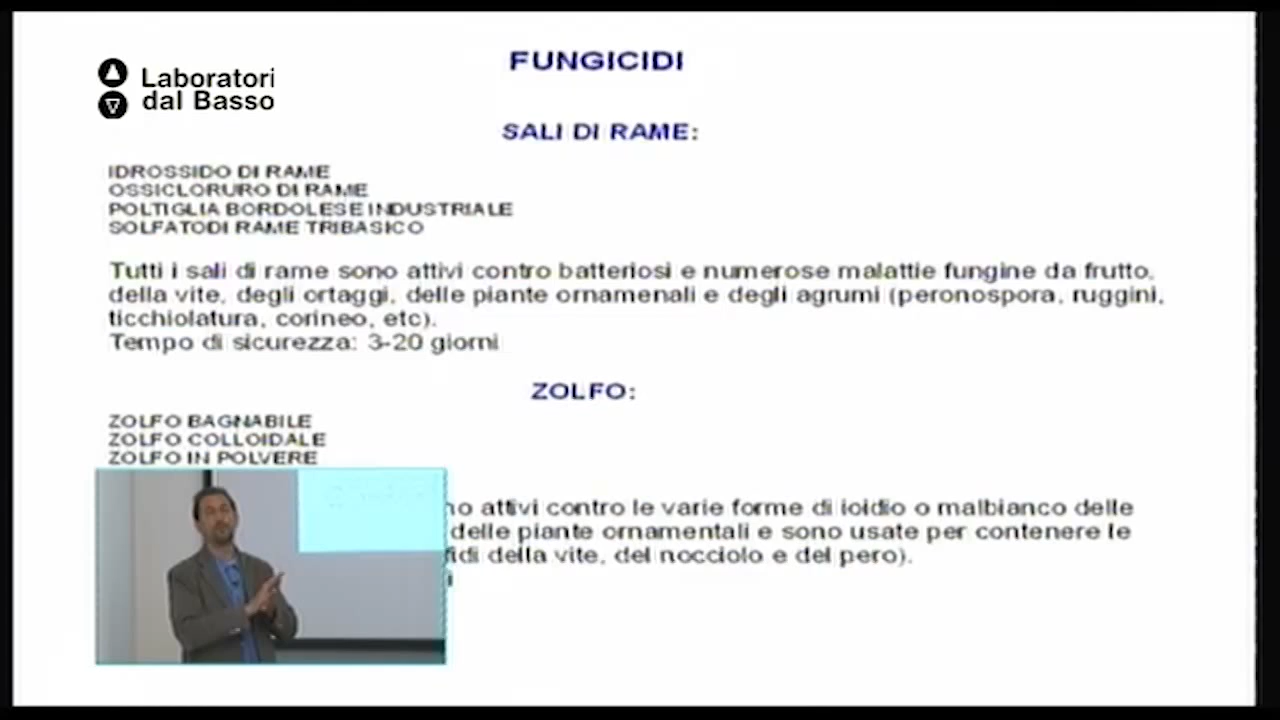 Laboratori
dal Basso
FUNGICIDI
SALI DI RAME:
IDROSSIDO DI RAME
OSSICLORURO DI RAME
POLTIGLIA BORDOLESE INDUSTRIALE
SOLFATODI RAME TRIBASICO
Tutti i sali di rame sono attivi contro batteriosi e numerose malattie fungine da frutto,
della vite, degli ortaggi, delle piante ornamenali e degli agrumi (peronospora, ruggini,
ticchiolatura, corineo, etc).
Tempo di sicurezza: 3-20 giorni
ZOLFO:
ZOLFO BAGNABILE
ZOLFO COLLOIDALE
ZOLFO IN POLVERE
no attivi contro le varie forme di ioidio o malbianco delle
delle piante ornamentali e sono usate per contenere le
fidi della vite, del nocciolo e del pero).